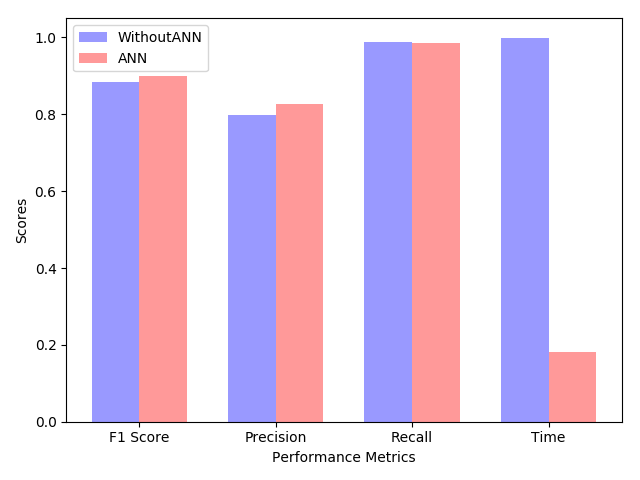 WithoutANN
ANN
1.0
0.8
0.6
0.4
0.2
0.0
Scores
F1 Score Precision Recall Time
Performance Metrics